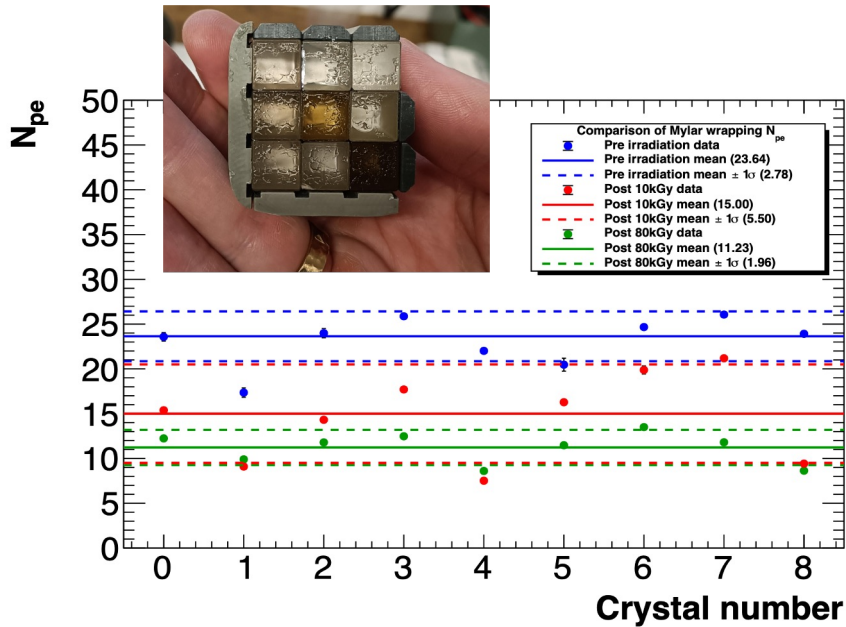 N_pe
50
45
40
35
30
25
20
15
10
5
0
Comparison of Mylar wrapping N_pe
Pre irradiation data
Pre irradiation mean (23.64)
Pre irradiation mean ± 1σ (2.78)
Post 10kGy data
Post 10kGy mean (15.00)
Post 10kGy mean ± 1σ (5.50)
Post 80kGy data
Post 80kGy mean (11.23)
Post 80kGy mean ± 1σ (1.96)
0 1 2 3 4 5 6 7 8
Crystal number